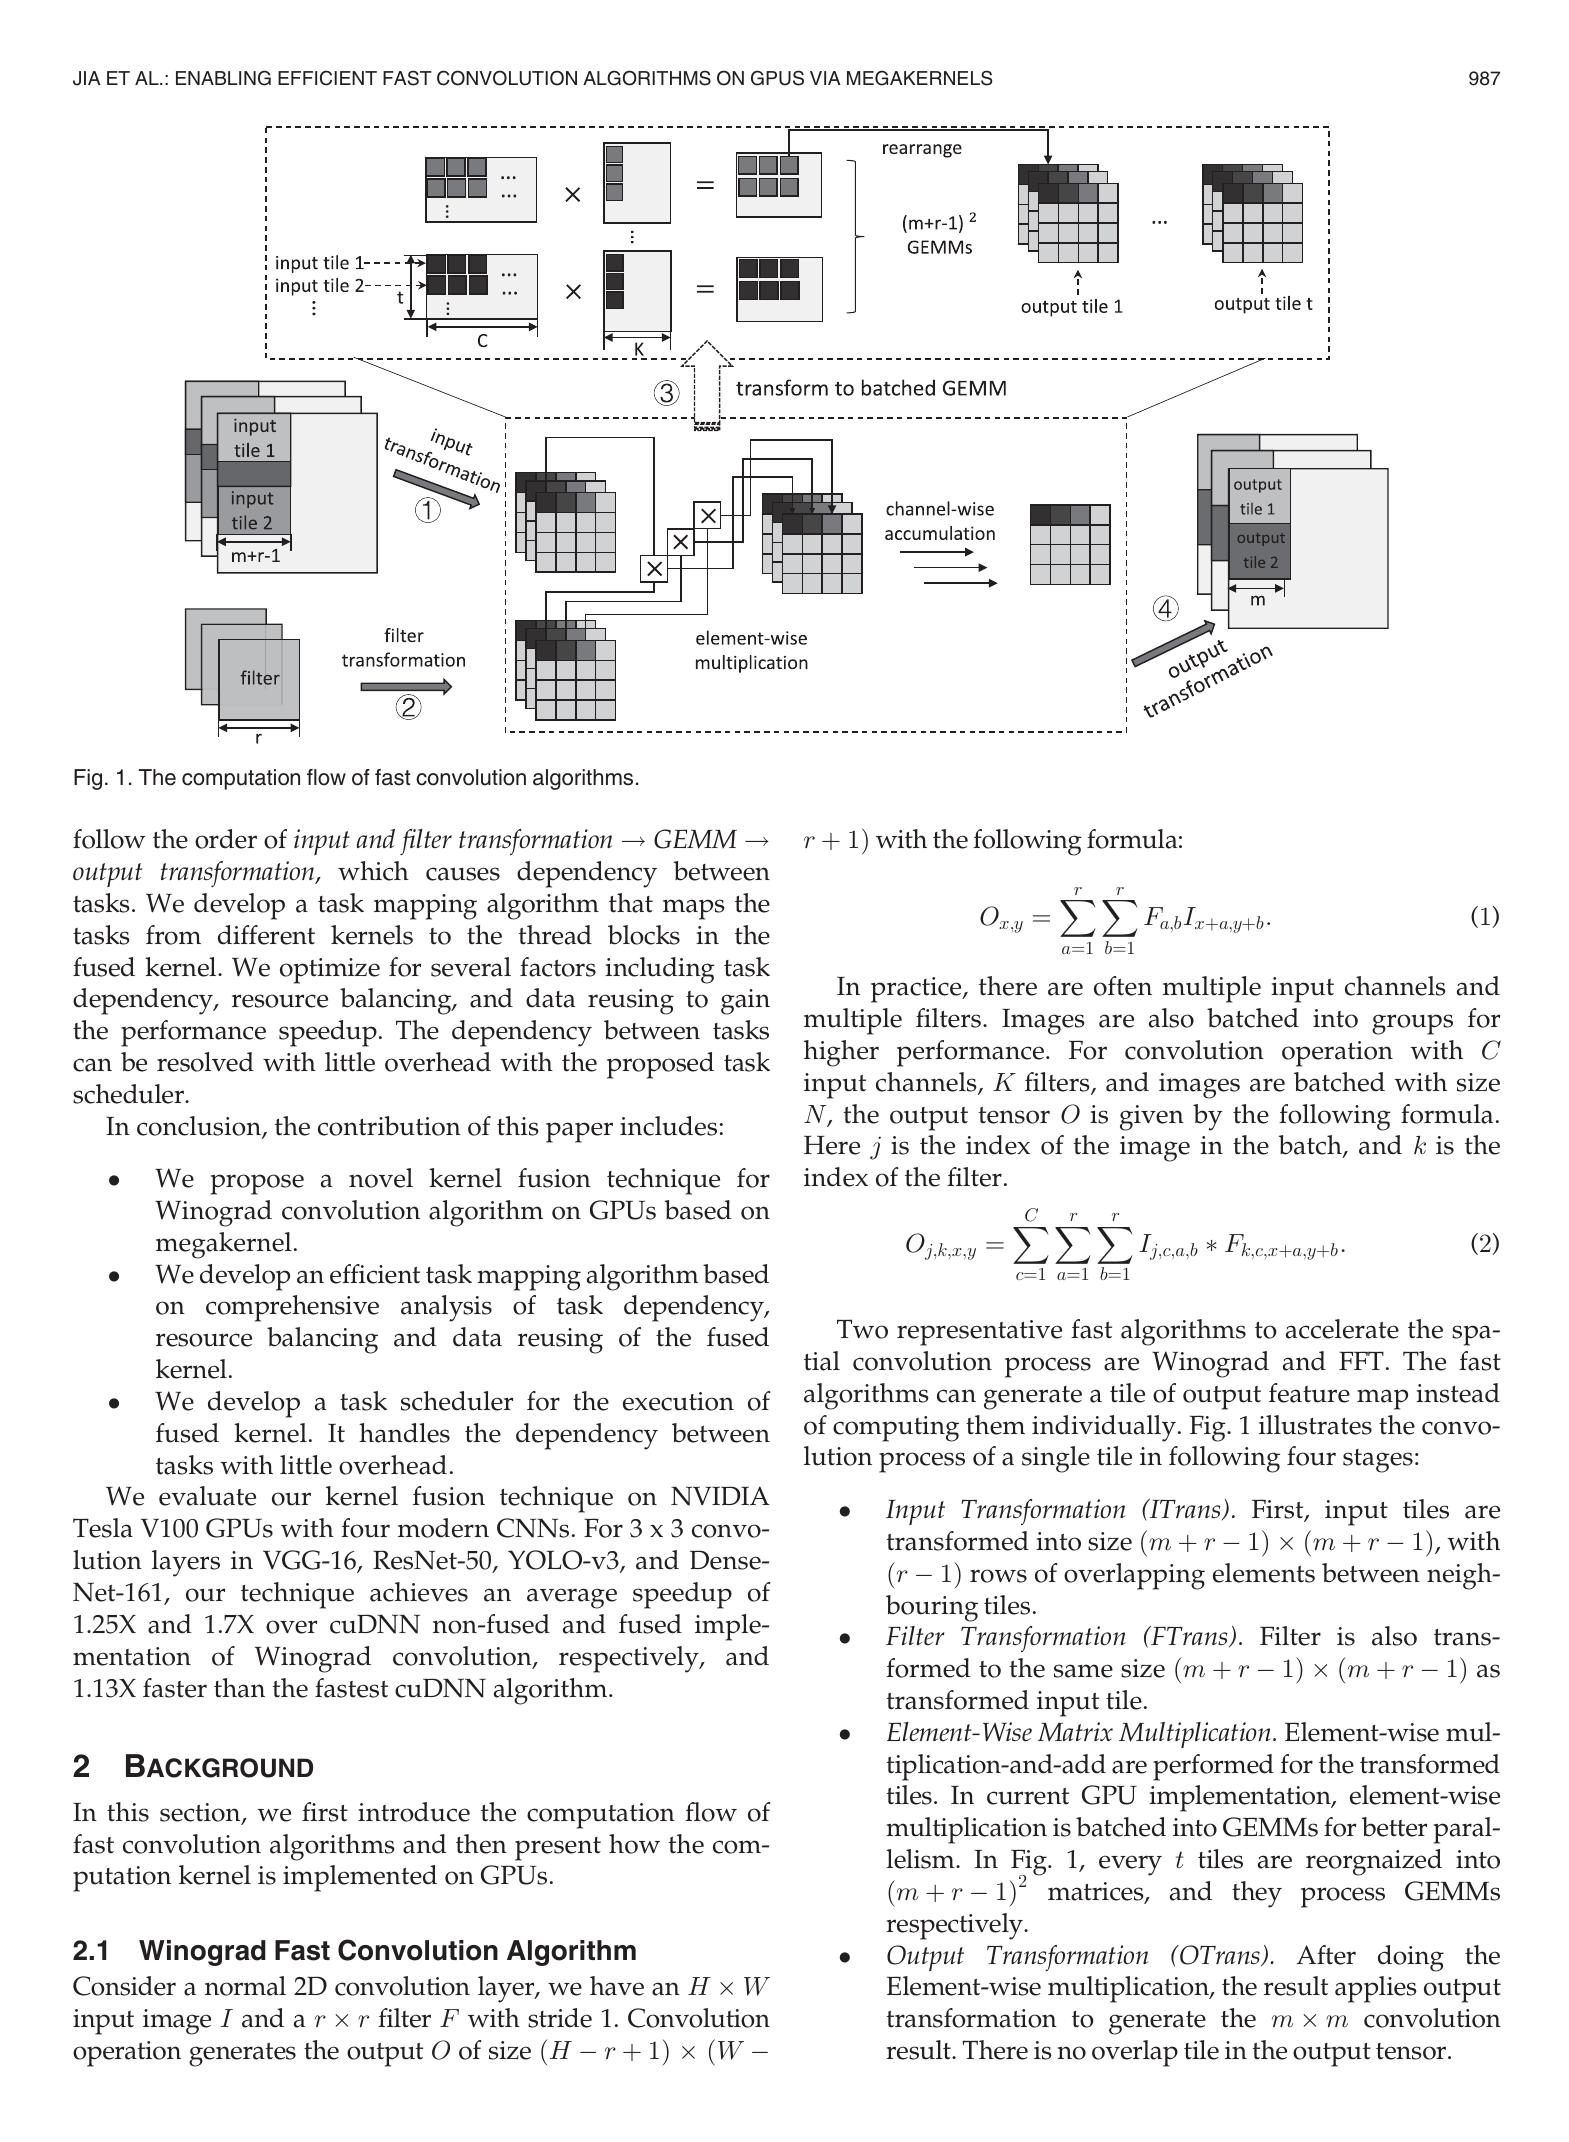 JIA ET AL.: ENABLING EFFICIENT FAST CONVOLUTION ALGORITHMS ON GPUS VIA MEGAKERNELS 987
rearrange
... ...
⋮
× =
⋮
(m+r-1) 2
GEMMs
...
input tile 1
input tile 2
⋮
t
... ...
⋮
× =
C
K
output tile 1
output tile t
③ transform to batched GEMM
input
tile 1
input
tile 2
m+r-1
input
transformation
①
×
×
×
channel-wise
accumulation
output
tile 1
output
tile 2
m
④
output
transformation
filter
r
filter
transformation
②
element-wise
multiplication
Fig. 1. The computation flow of fast convolution algorithms.
follow the order of input and filter transformation → GEMM →
output transformation, which causes dependency between
tasks. We develop a task mapping algorithm that maps the
tasks from different kernels to the thread blocks in the
fused kernel. We optimize for several factors including task
dependency, resource balancing, and data reusing to gain
the performance speedup. The dependency between tasks
can be resolved with little overhead with the proposed task
scheduler.
In conclusion, the contribution of this paper includes:
• We propose a novel kernel fusion technique for
Winograd convolution algorithm on GPUs based on
megakernel.
• We develop an efficient task mapping algorithm based
on comprehensive analysis of task dependency,
resource balancing and data reusing of the fused
kernel.
• We develop a task scheduler for the execution of
fused kernel. It handles the dependency between
tasks with little overhead.
We evaluate our kernel fusion technique on NVIDIA
Tesla V100 GPUs with four modern CNNs. For 3 x 3 convo-
lution layers in VGG-16, ResNet-50, YOLO-v3, and Dense-
Net-161, our technique achieves an average speedup of
1.25X and 1.7X over cuDNN non-fused and fused imple-
mentation of Winograd convolution, respectively, and
1.13X faster than the fastest cuDNN algorithm.
2 BACKGROUND
In this section, we first introduce the computation flow of
fast convolution algorithms and then present how the com-
putation kernel is implemented on GPUs.
2.1 Winograd Fast Convolution Algorithm
Consider a normal 2D convolution layer, we have an H × W
input image I and a r × r filter F with stride 1. Convolution
operation generates the output O of size (H − r + 1) × (W −
r + 1) with the following formula:
O_{x,y} = \sum_{a=1}^{r} \sum_{b=1}^{r} F_{a,b} I_{x+a,y+b}. (1)
In practice, there are often multiple input channels and
multiple filters. Images are also batched into groups for
higher performance. For convolution operation with C
input channels, K filters, and images are batched with size
N, the output tensor O is given by the following formula.
Here j is the index of the image in the batch, and k is the
index of the filter.
O_{j,k,x,y} = \sum_{c=1}^{C} \sum_{a=1}^{r} \sum_{b=1}^{r} I_{j,c,a,b} * F_{k,c,x+a,y+b}. (2)
Two representative fast algorithms to accelerate the spa-
tial convolution process are Winograd and FFT. The fast
algorithms can generate a tile of output feature map instead
of computing them individually. Fig. 1 illustrates the convo-
lution process of a single tile in following four stages:
• Input Transformation (ITrans). First, input tiles are
transformed into size (m + r − 1) × (m + r − 1), with
(r − 1) rows of overlapping elements between neigh-
bouring tiles.
• Filter Transformation (FTrans). Filter is also trans-
formed to the same size (m + r − 1) × (m + r − 1) as
transformed input tile.
• Element-Wise Matrix Multiplication. Element-wise mul-
tiplication-and-add are performed for the transformed
tiles. In current GPU implementation, element-wise
multiplication is batched into GEMMs for better paral-
lelism. In Fig. 1, every t tiles are reorgnaized into
(m + r − 1)² matrices, and they process GEMMs
respectively.
• Output Transformation (OTrans). After doing the
Element-wise multiplication, the result applies output
transformation to generate the m × m convolution
result. There is no overlap tile in the output tensor.